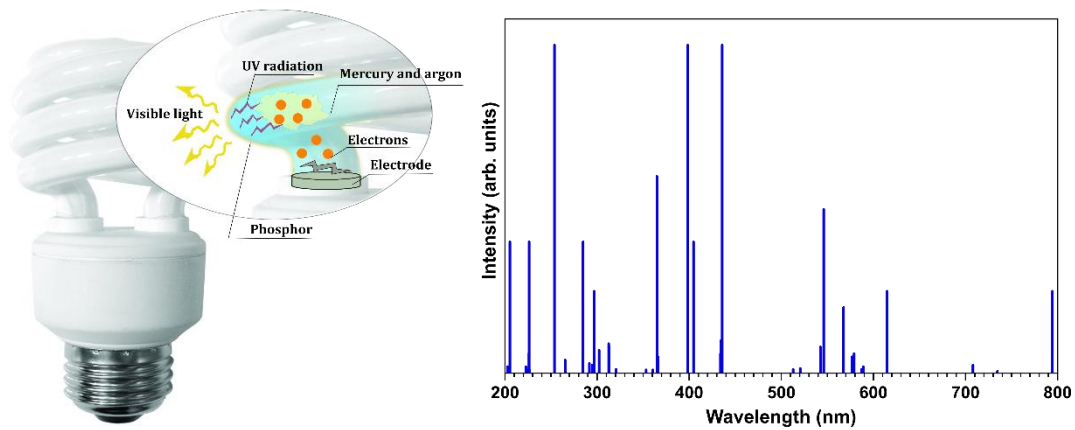 UV radiation
Mercury and argon
Visible light
Electrons
Electrode
Phosphor
Intensity (arb. units)
200 300 400 500 600 700 800
Wavelength (nm)